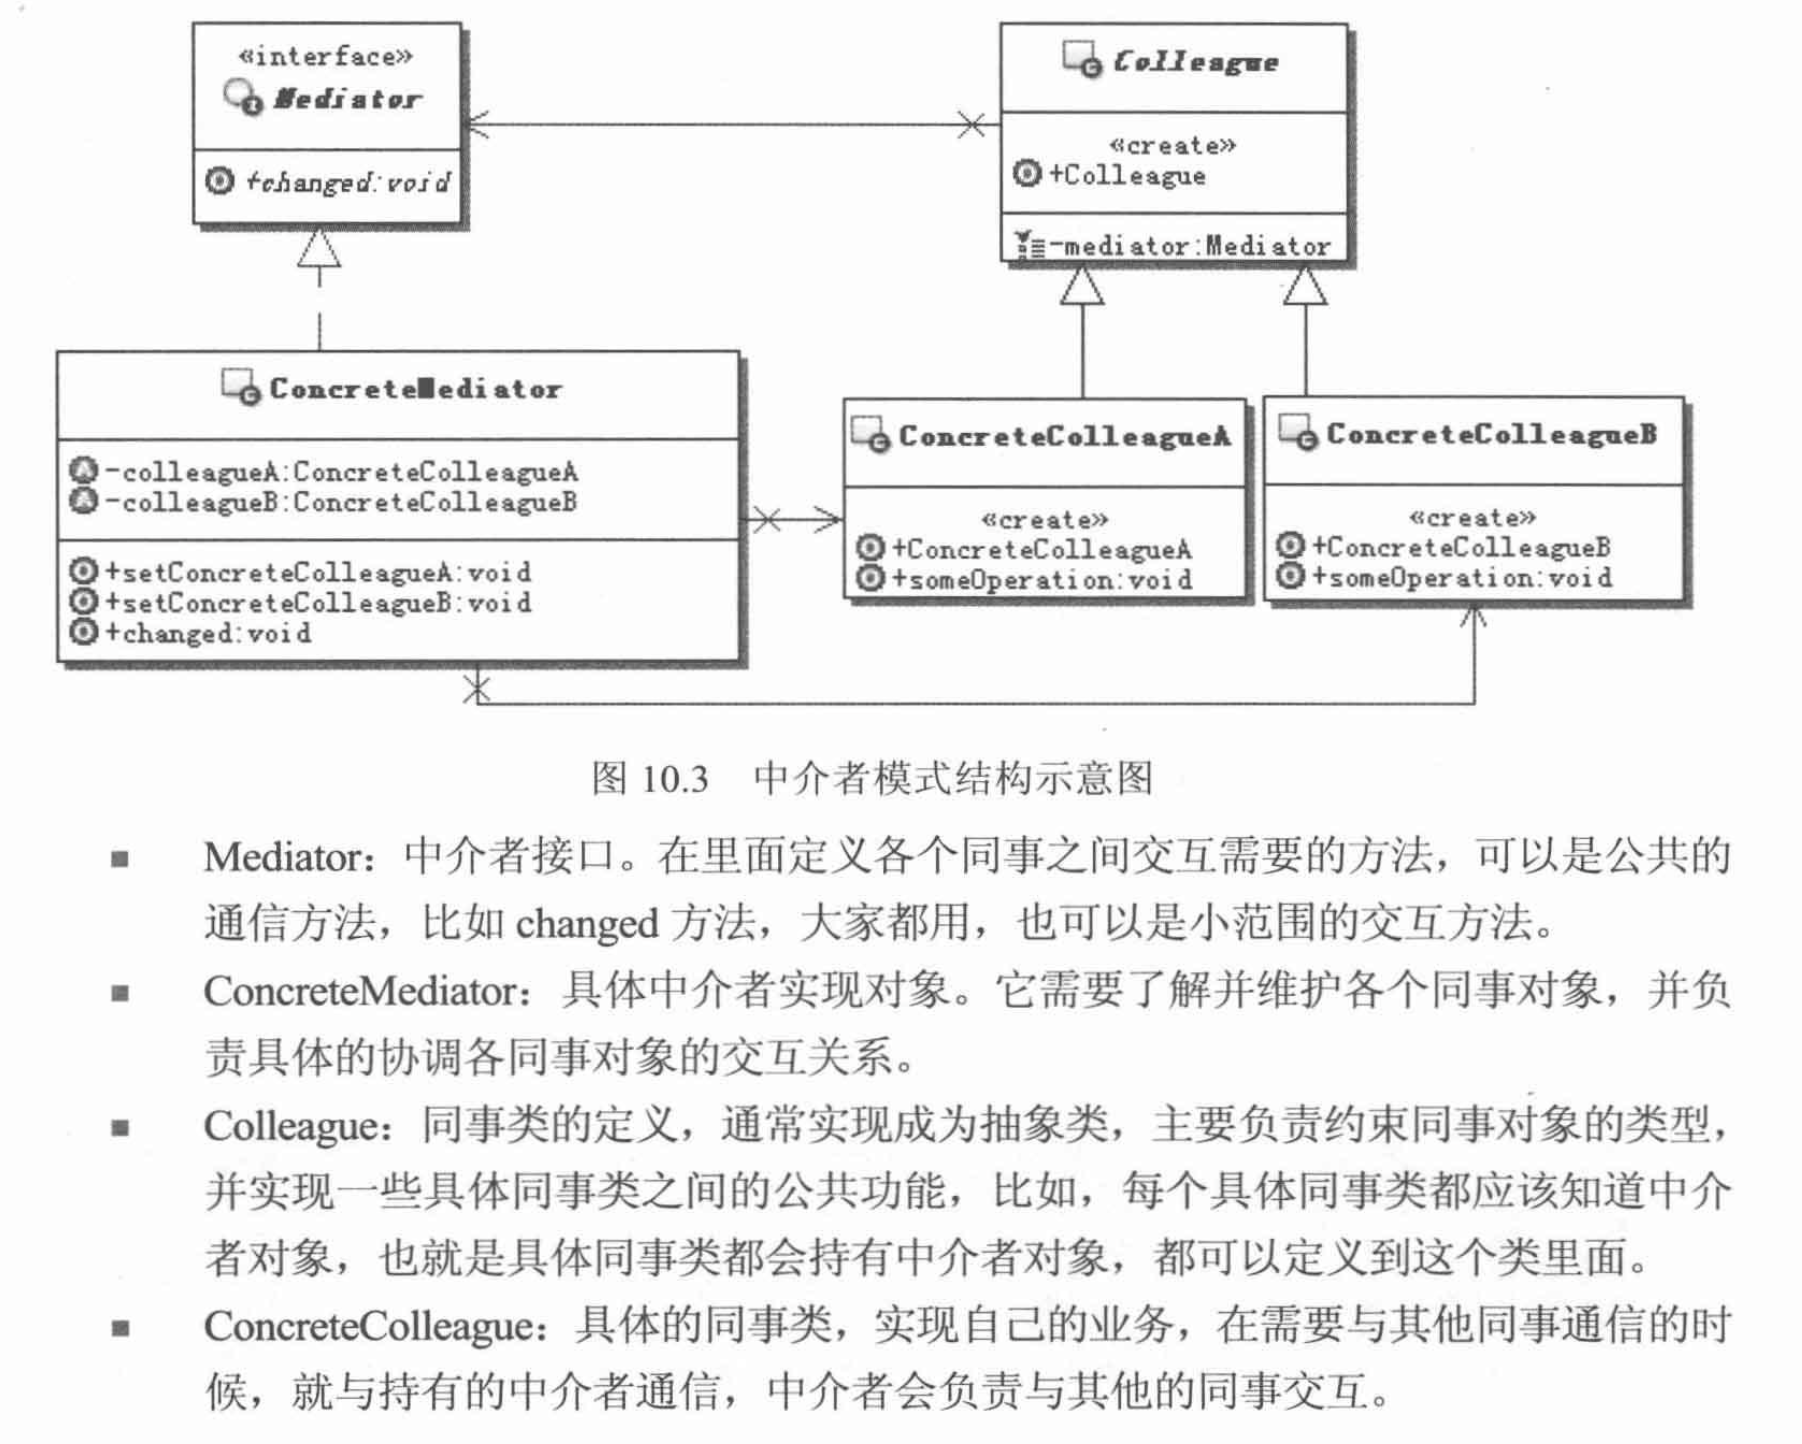 «interface»
Mediator
+changed:void
Colleague
«create»
+Colleague
-mediator:Mediator
ConcreteMediator
-colleagueA:ConcreteColleagueA
-colleagueB:ConcreteColleagueB
+setConcreteColleagueA:void
+setConcreteColleagueB:void
+changed:void
ConcreteColleagueA
«create»
+ConcreteColleagueA
+someOperation:void
ConcreteColleagueB
«create»
+ConcreteColleagueB
+someOperation:void
图 10.3 中介者模式结构示意图
■ Mediator：中介者接口。在里面定义各个同事之间交互需要的方法，可以是公共的
通信方法，比如 changed 方法，大家都用，也可以是小范围的交互方法。
■ ConcreteMediator：具体中介者实现对象。它需要了解并维护各个同事对象，并负
责具体的协调各同事对象的交互关系。
■ Colleague：同事类的定义，通常实现成为抽象类，主要负责约束同事对象的类型，
并实现一些具体同事类之间的公共功能，比如，每个具体同事类都应该知道中介
者对象，也就是具体同事类都会持有中介者对象，都可以定义到这个类里面。
■ ConcreteColleague：具体的同事类，实现自己的业务，在需要与其他同事通信的时
候，就与持有的中介者通信，中介者会负责与其他的同事交互。